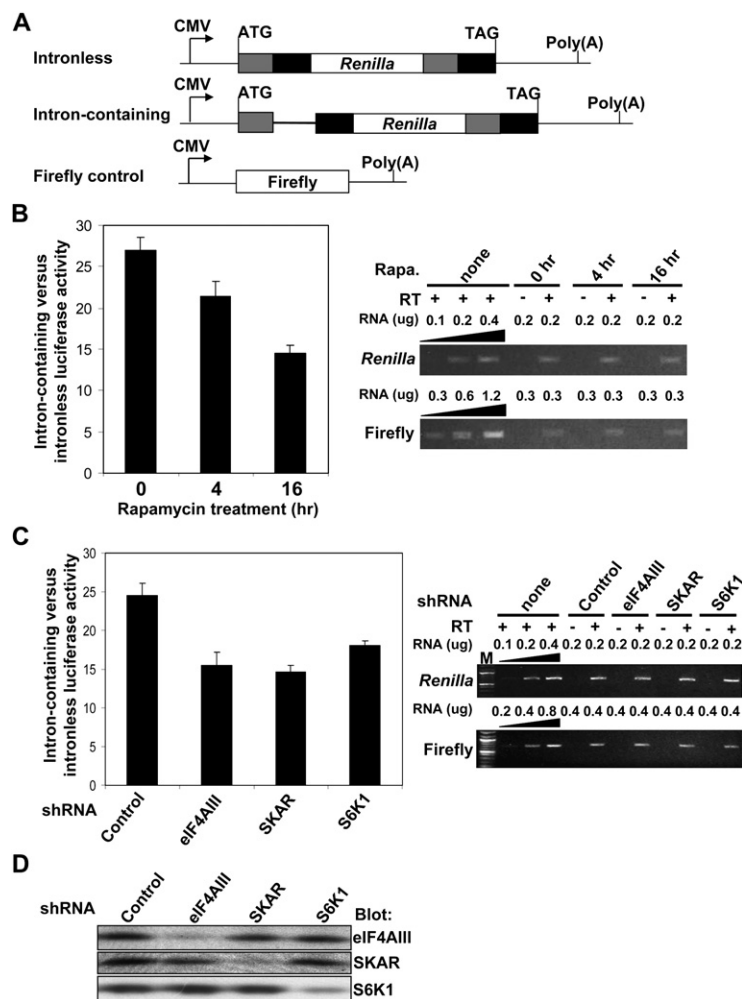 A
Intronless
CMV
ATG
Renilla
TAG
Poly(A)
Intron-containing
CMV
ATG
Renilla
TAG
Poly(A)
Firefly control
CMV
Firefly
Poly(A)
B
Intron-containing versus
intronless luciferase activity
30
25
20
15
10
5
0
0 4 16
Rapamycin treatment (hr)
Rapa. none 0 hr 4 hr 16 hr
RT + + + - + - + - +
RNA (ug) 0.1 0.2 0.4 0.2 0.2 0.2 0.2 0.2 0.2
Renilla
RNA (ug) 0.3 0.6 1.2 0.3 0.3 0.3 0.3 0.3 0.3
Firefly
C
Intron-containing versus
intronless luciferase activity
30
25
20
15
10
5
0
shRNA
Control eIF4AIII SKAR S6K1
shRNA none Control eIF4AIII SKAR S6K1
RT + + + - + - + - + - +
RNA (ug) 0.1 0.2 0.4 0.2 0.2 0.2 0.2 0.2 0.2 0.2 0.2
M
Renilla
RNA (ug) 0.2 0.4 0.8 0.4 0.4 0.4 0.4 0.4 0.4 0.4 0.4
Firefly
D
shRNA Control eIF4AIII SKAR S6K1 Blot:
eIF4AIII
SKAR
S6K1